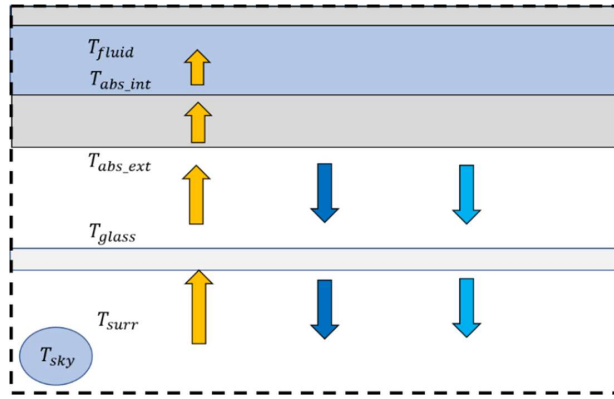 T_fluid
T_abs_int
T_abs_ext
T_glass
T_surr
T_sky